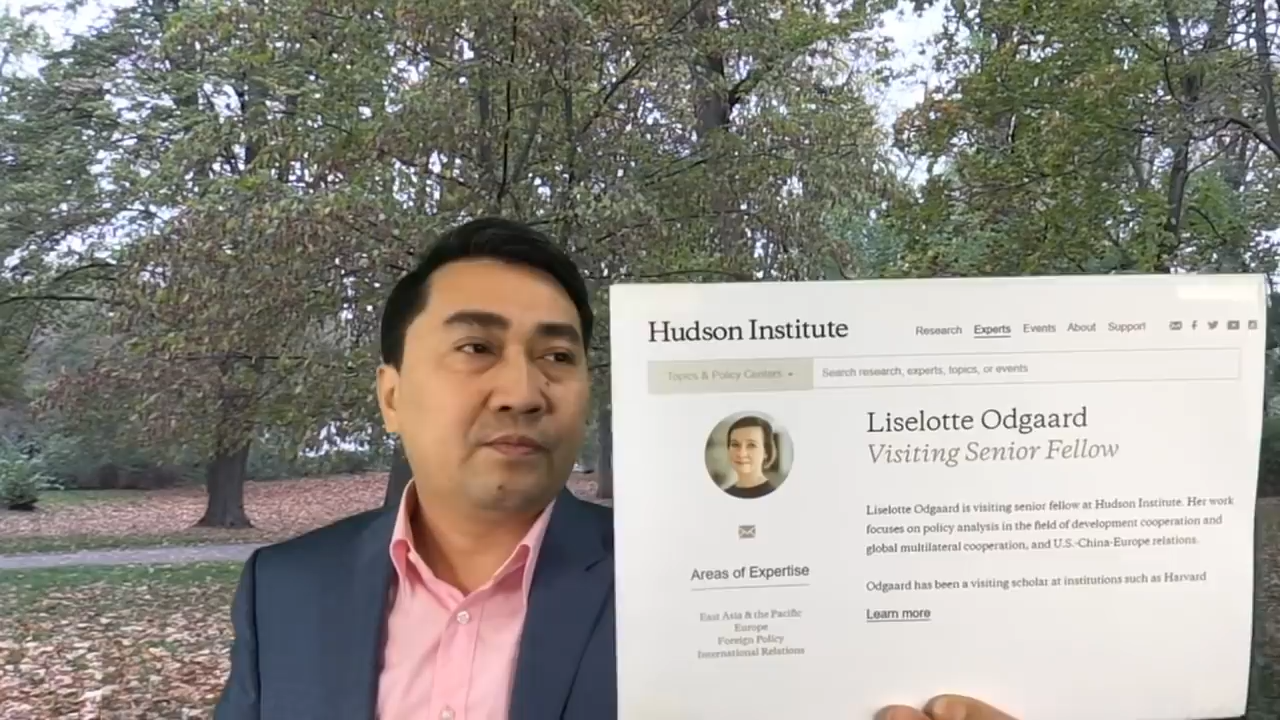 Hudson Institute
Research Experts Events About Support
Topics & Policy Centers
Search research, experts, topics, or events
Liselotte Odgaard
Visiting Senior Fellow
Liselotte Odgaard is visiting senior fellow at Hudson Institute. Her work
focuses on policy analysis in the field of development cooperation and
global multilateral cooperation, and U.S.-China-Europe relations.
Odgaard has been a visiting scholar at institutions such as Harvard
Learn more
Areas of Expertise
East Asia & the Pacific
Europe
Foreign Policy
International Relations